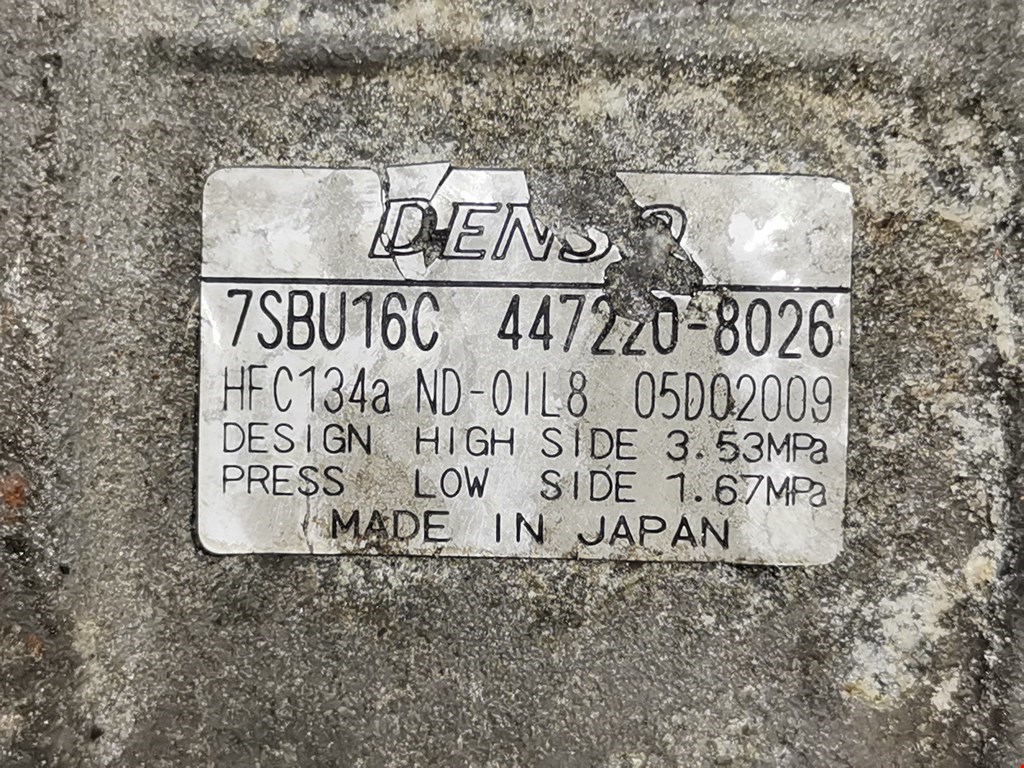 DENSO
7SBU16C 447220-8026
HFC134a ND-OIL8 05D02009
DESIGN HIGH SIDE 3.53MPa
PRESS LOW SIDE 1.67MPa
MADE IN JAPAN